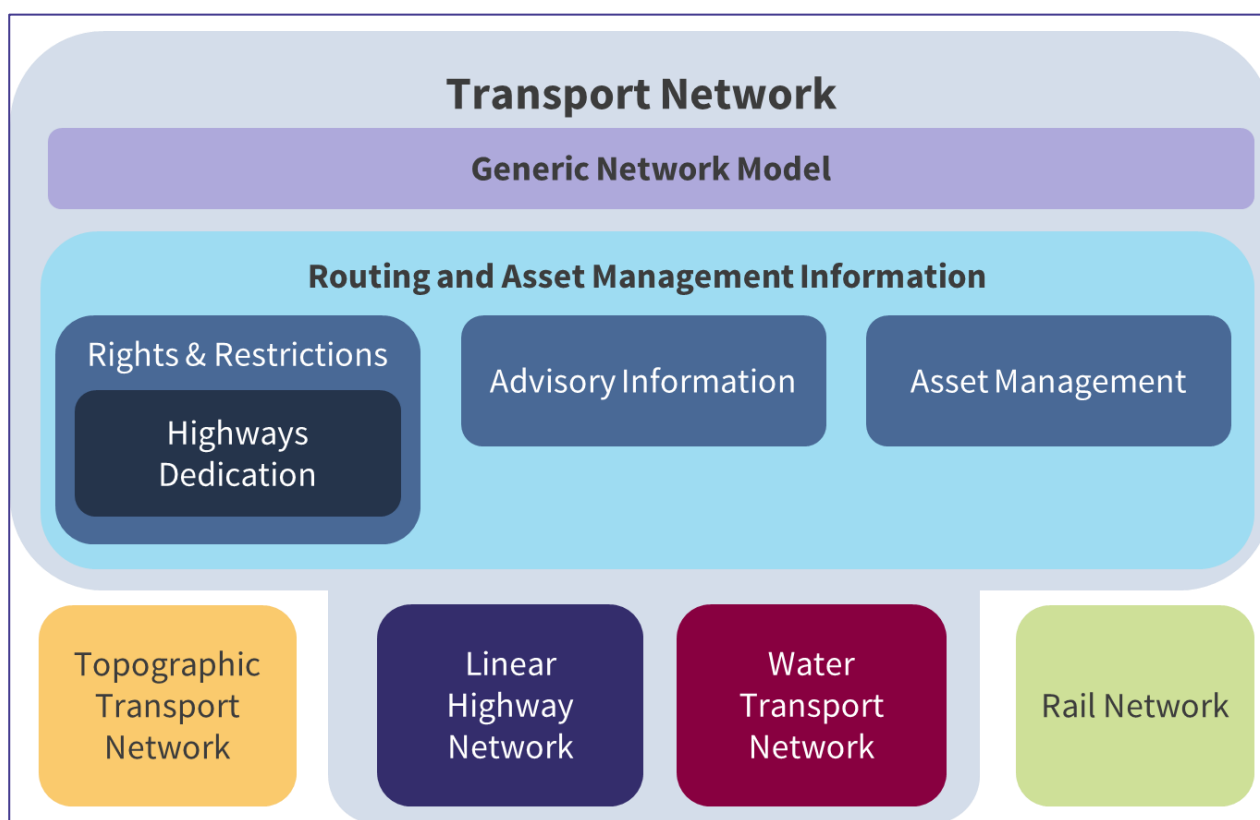 Transport Network
Generic Network Model
Routing and Asset Management Information
Rights & Restrictions
Highways
Dedication
Advisory Information
Asset Management
Topographic
Transport
Network
Linear
Highway
Network
Water
Transport
Network
Rail Network